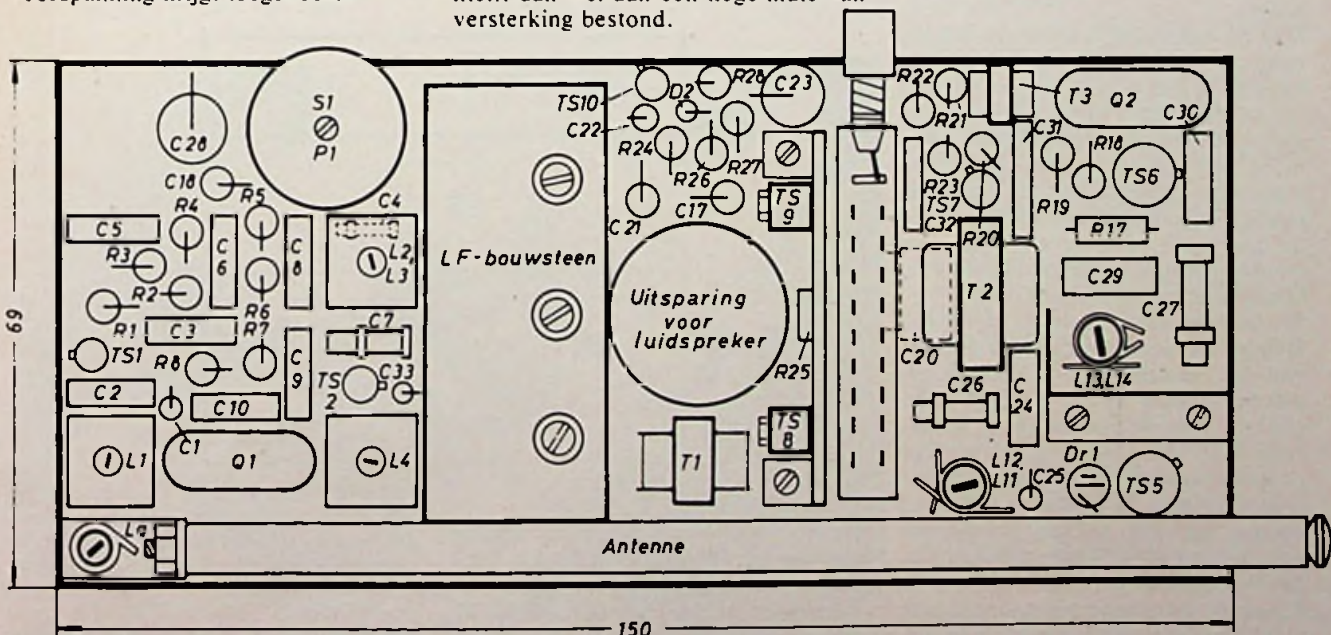 versterking bestond.
S1
P1
C28
C18
R5
R4
C5
R3
R2
C6
C8
C4
L2,
L3
R1
C3
R6
R7
C7
TS1
R8
C9
TS
2
C33
C2
C10
C1
L1
Q1
L4
La
LF-bouwsteen
TS10
D2
R28
C23
C22
R24
R26
R27
C21
C17
TS
9
Uitsparing
voor
luidspreker
R25
T1
TS
8
R22
R21
T3
Q2
C31
C30
R23
TS7
C32
R20
R19
R18
TS6
R17
C29
C27
T2
C20
C26
C
24
L13,L14
L12,
L11
C25
Dr1
TS5
Antenne
69
150